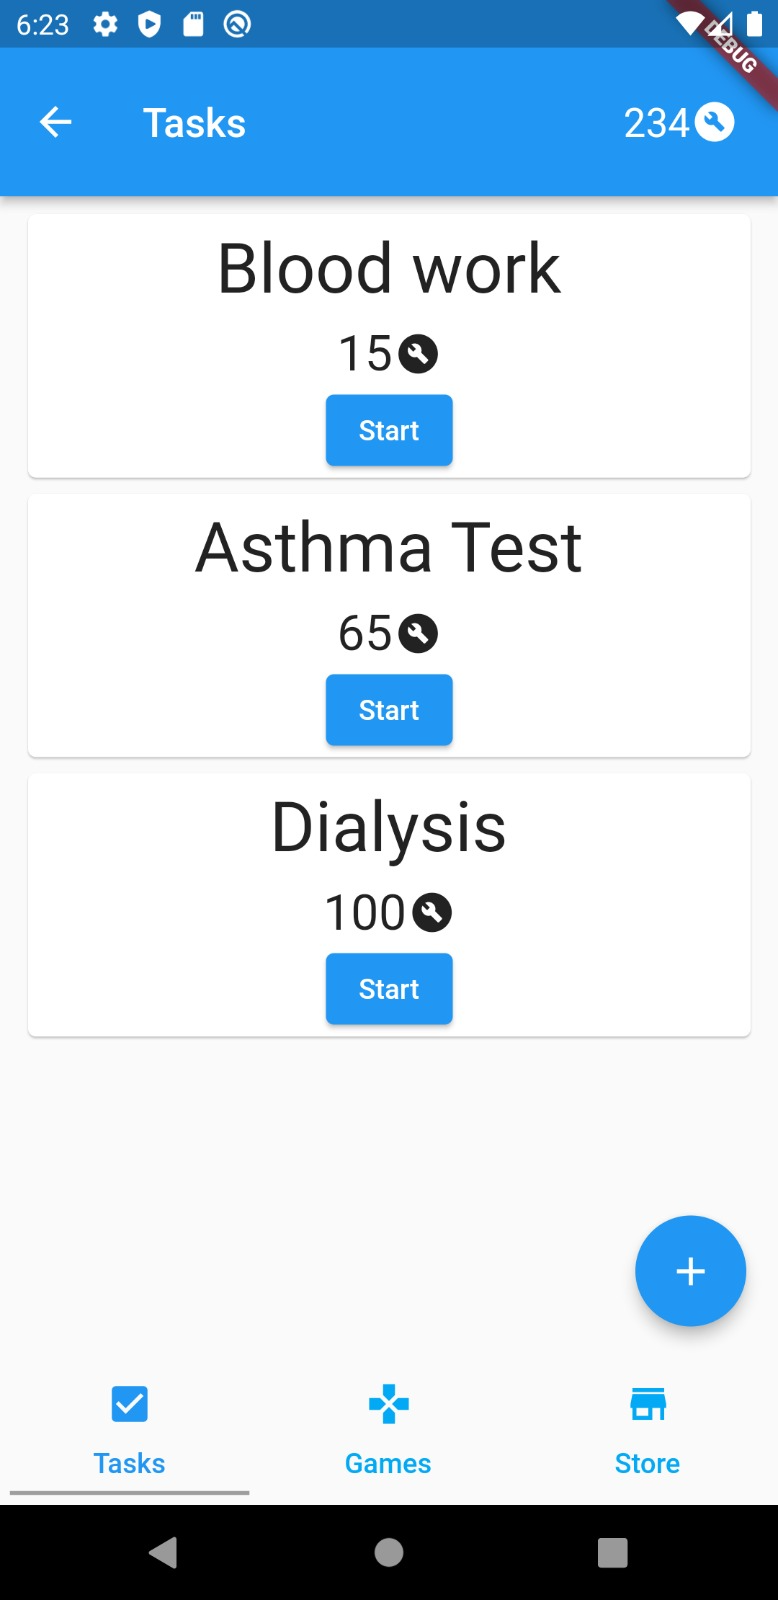 6:23
DEBUG
Tasks
234
Blood work
15
Start
Asthma Test
65
Start
Dialysis
100
Start
Tasks
Games
Store